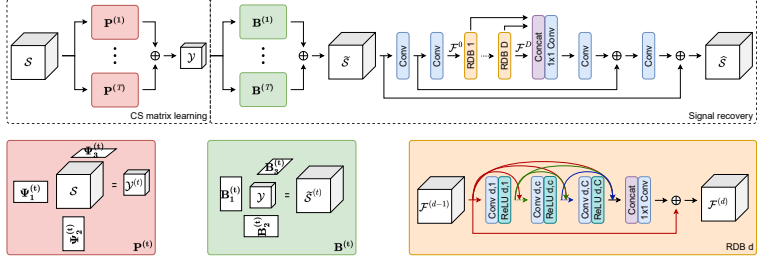 𝒮
P^(1)
⋮
P^(T)
⊕
𝒴
CS matrix learning
B^(1)
⋮
B^(T)
⊕
𝒮̃
Conv
Conv
ℱ^0
RDB 1
...
RDB D
ℱ^D
Concat
1x1 Conv
Conv
⊕
Conv
⊕
𝒮̂
Signal recovery
Ψ_3^(t)
Ψ_1^(t)
𝒮
=
𝒴^(t)
Ψ_2^(t)
P^(t)
B_3^(t)
B_1^(t)
𝒴
=
𝒮̃^(t)
B_2^(t)
B^(t)
ℱ^(d−1)
Conv d,1
ReLU d,1
Conv d,c
ReLU d,c
Conv d,C
ReLU d,C
Concat
1x1 Conv
⊕
ℱ^(d)
RDB d